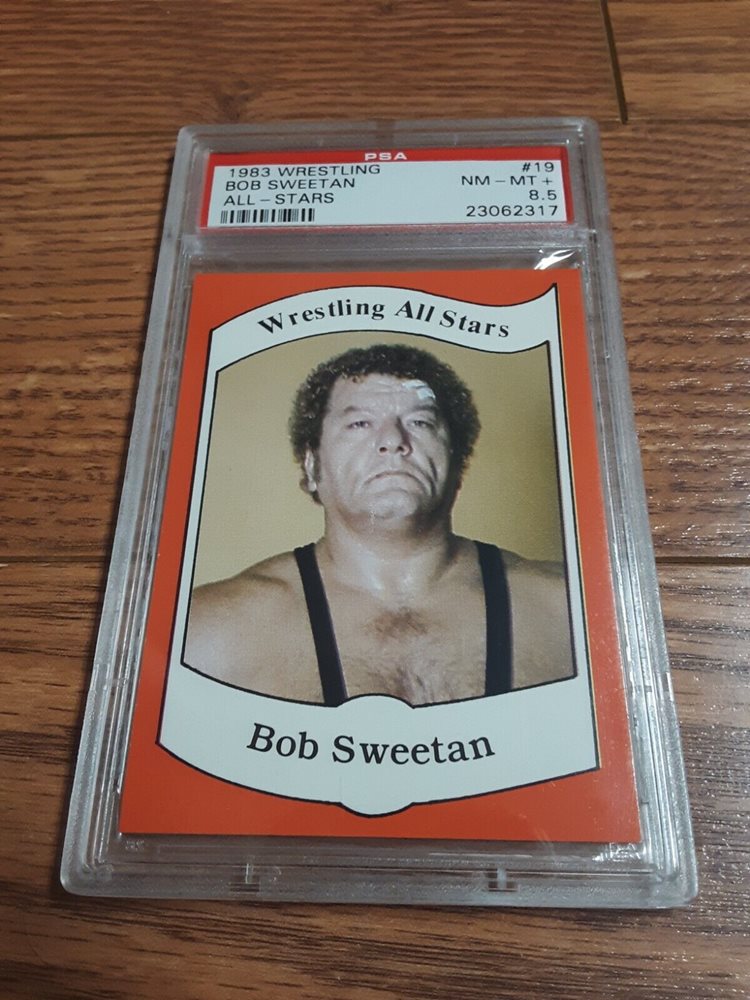 PSA
1983 WRESTLING #19
BOB SWEETAN NM - MT +
ALL - STARS 8.5
23062317
Wrestling All Stars
Bob Sweetan